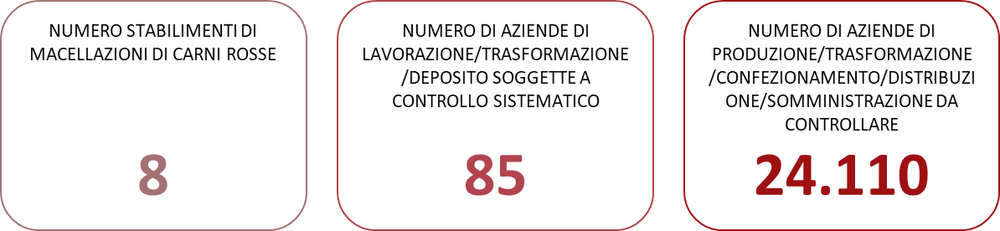 NUMERO STABILIMENTI DI
MACELLAZIONI DI CARNI ROSSE
8
NUMERO DI AZIENDE DI
LAVORAZIONE/TRASFORMAZIONE
/DEPOSITO SOGGETTE A
CONTROLLO SISTEMATICO
85
NUMERO DI AZIENDE DI
PRODUZIONE/TRASFORMAZIONE
/CONFEZIONAMENTO/DISTRIBUZI
ONE/SOMMINISTRAZIONE DA
CONTROLLARE
24.110